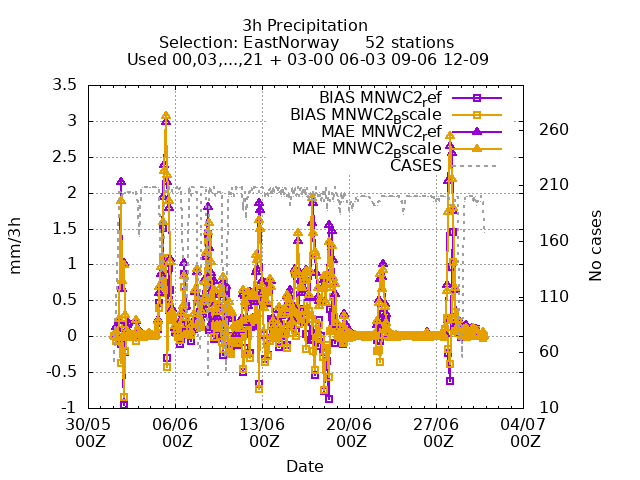 3h Precipitation
Selection: EastNorway 52 stations
Used 00,03,...,21 + 03-00 06-03 09-06 12-09
BIAS MNWC2_ref
BIAS MNWC2_Bscale
MAE MNWC2_ref
MAE MNWC2_Bscale
CASES
3.5
3
2.5
2
1.5
1
0.5
0
-0.5
-1
mm/3h
260
210
160
110
60
10
No cases
30/05 06/06 13/06 20/06 27/06 04/07
00Z 00Z 00Z 00Z 00Z 00Z
Date